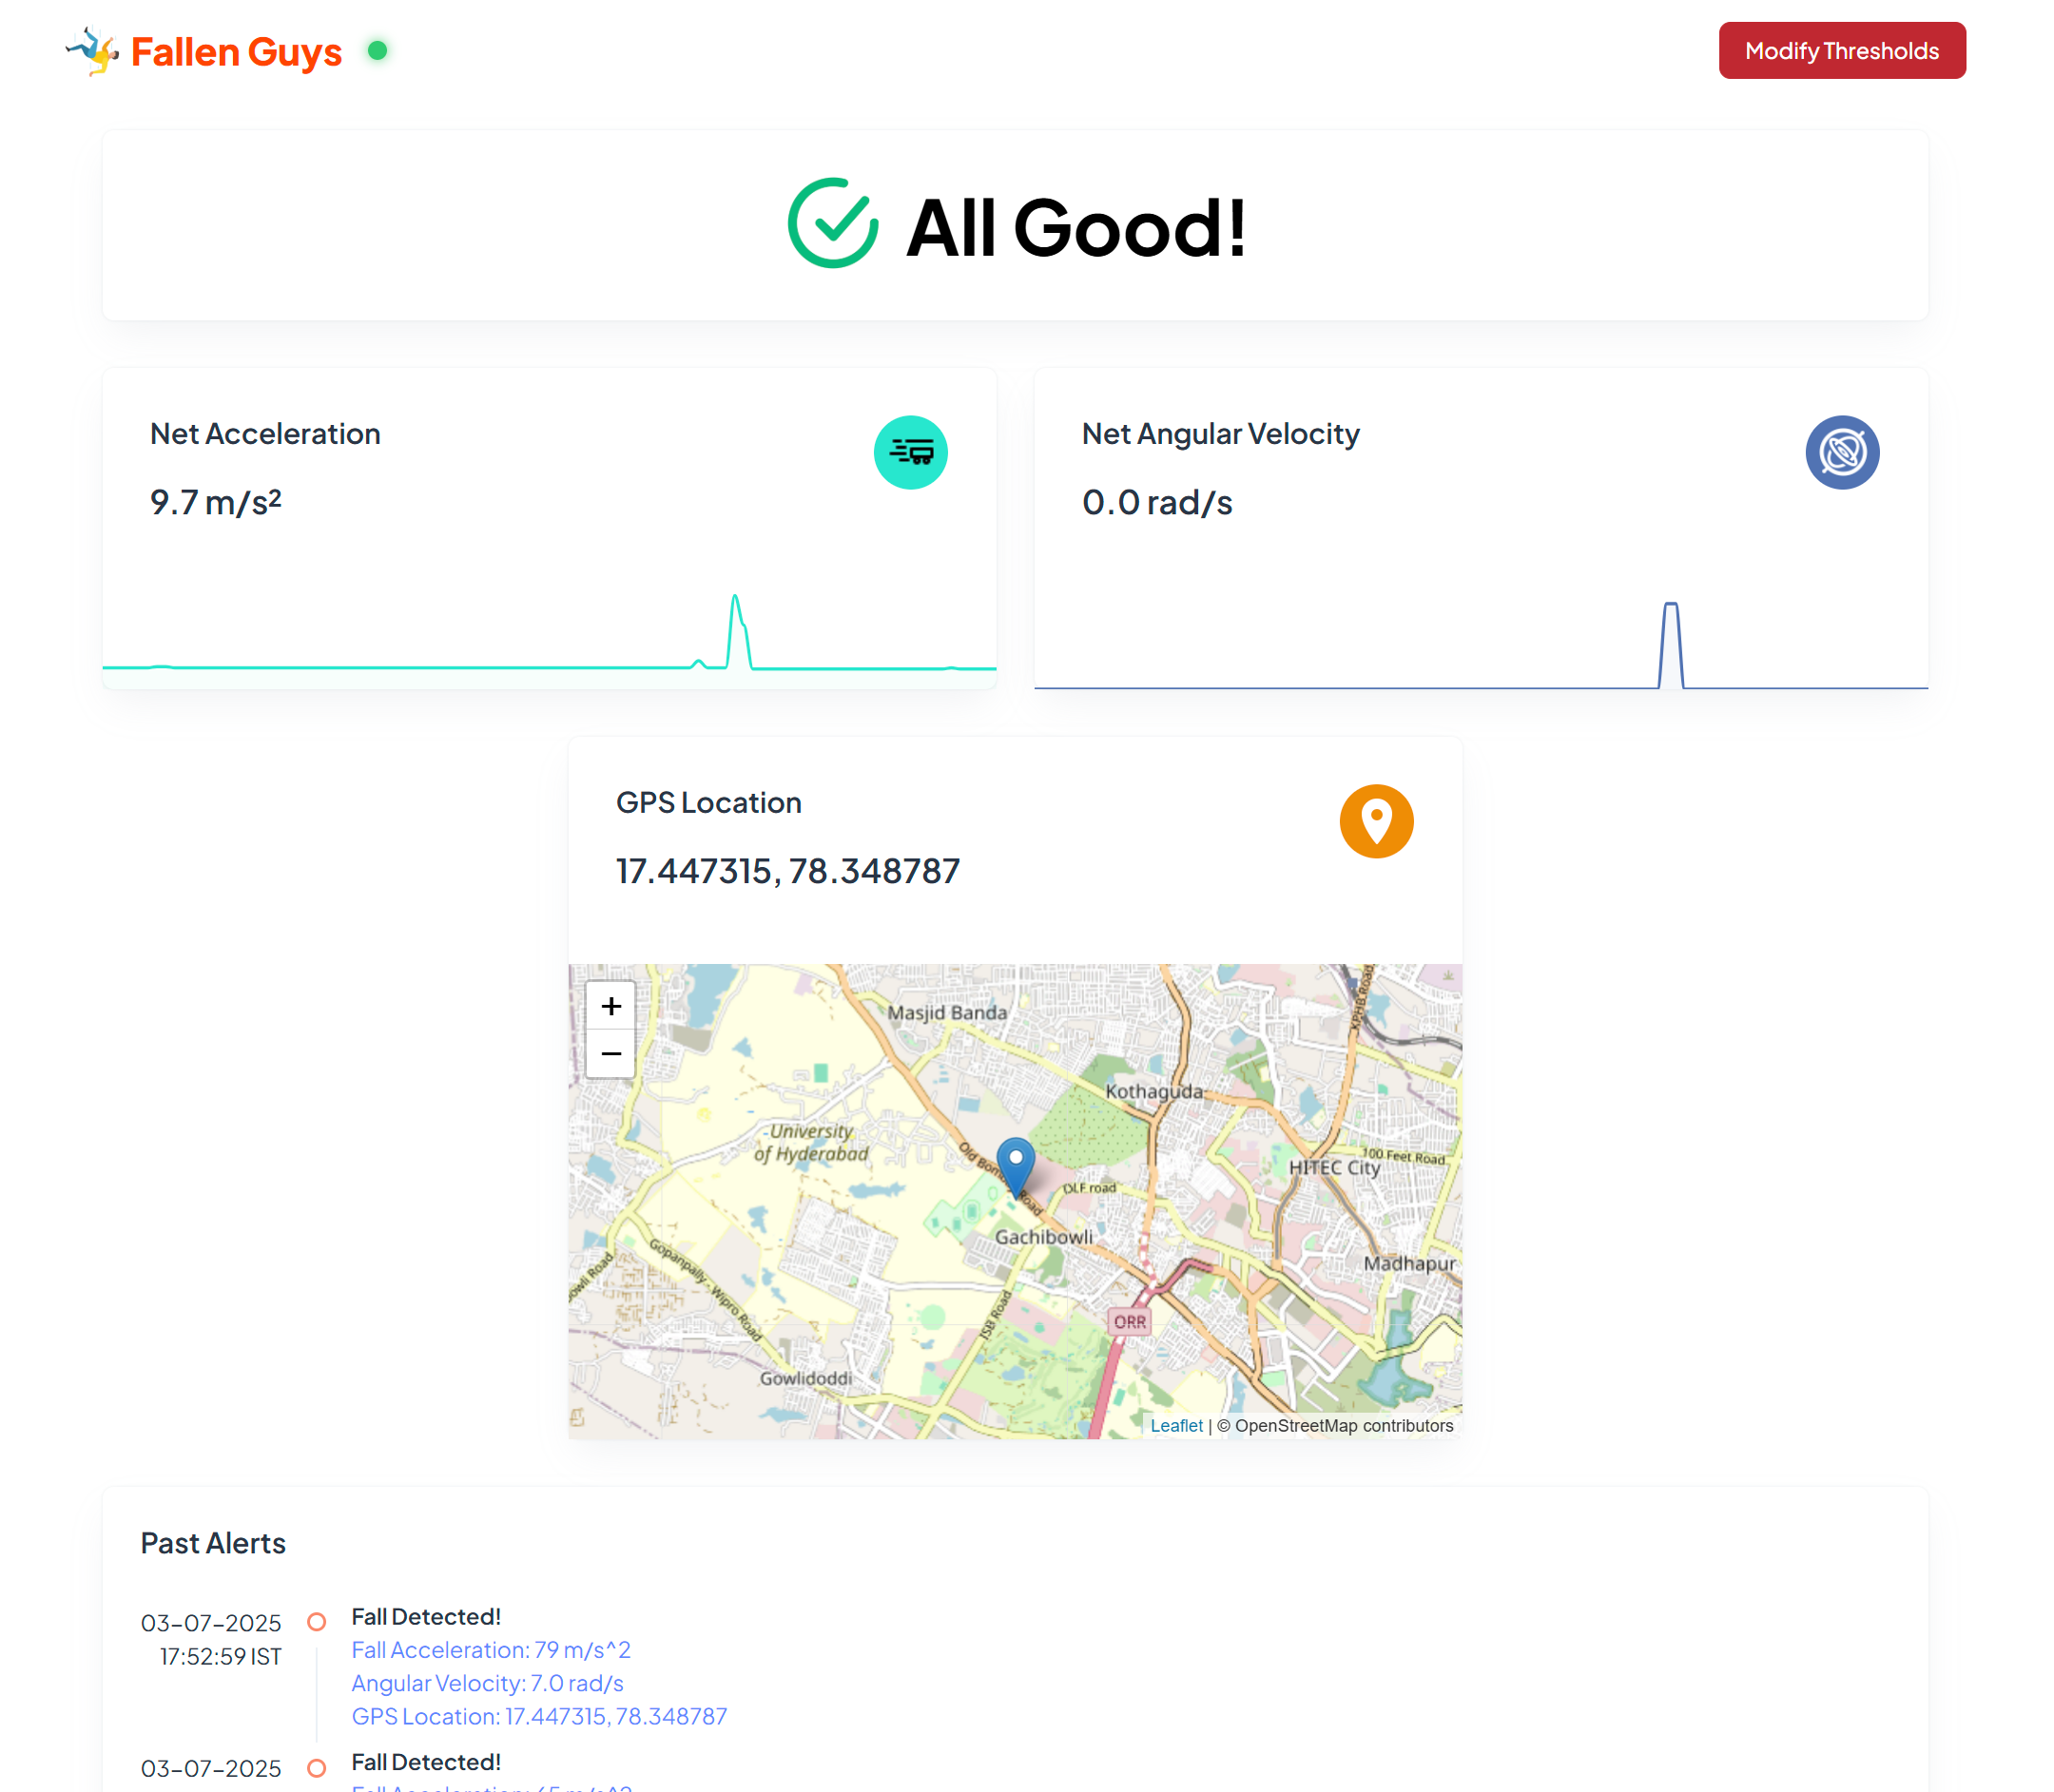 Fallen Guys
Modify Thresholds
All Good!
Net Acceleration
9.7 m/s²
Net Angular Velocity
0.0 rad/s
GPS Location
17.447315, 78.348787
+
−
Masjid Banda
KPHB Road
Kothaguda
University
of Hyderabad
100 Feet Road
HITEC City
DLF road
Gachibowli
Gopanpally - Wipro Road
Madhapur
ISB Road
ORR
Gowlidoddi
Leaflet | © OpenStreetMap contributors
Past Alerts
03-07-2025
17:52:59 IST
Fall Detected!
Fall Acceleration: 79 m/s^2
Angular Velocity: 7.0 rad/s
GPS Location: 17.447315, 78.348787
03-07-2025
Fall Detected!